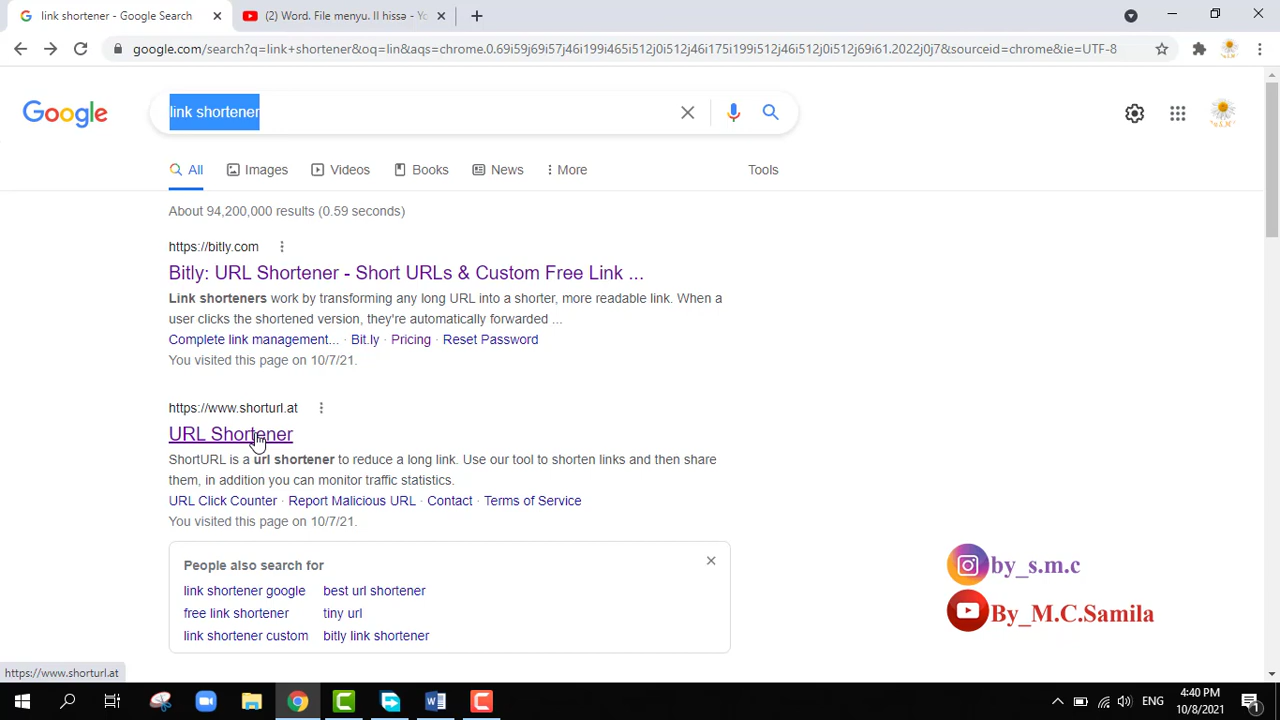 link shortener - Google Search
(2) Word. File menyu. II hissə - Yo
google.com/search?q=link+shortener&oq=lin&aqs=chrome.0.69i59j69i57j46i199i465i512j0i512j46i175i199i512j46i512j0i512j69i61.2022j0j7&sourceid=chrome&ie=UTF-8
Google
link shortener
All
Images
Videos
Books
News
More
Tools
About 94,200,000 results (0.59 seconds)
https://bitly.com
Bitly: URL Shortener - Short URLs & Custom Free Link ...
Link shorteners work by transforming any long URL into a shorter, more readable link. When a
user clicks the shortened version, they're automatically forwarded ...
Complete link management... · Bit.ly · Pricing · Reset Password
You visited this page on 10/7/21.
https://www.shorturl.at
URL Shortener
ShortURL is a url shortener to reduce a long link. Use our tool to shorten links and then share
them, in addition you can monitor traffic statistics.
URL Click Counter · Report Malicious URL · Contact · Terms of Service
You visited this page on 10/7/21.
People also search for
link shortener google best url shortener
free link shortener tiny url
link shortener custom bitly link shortener
by_s.m.c
By_M.C.Samila
https://www.shorturl.at
ENG
4:40 PM
10/8/2021
1